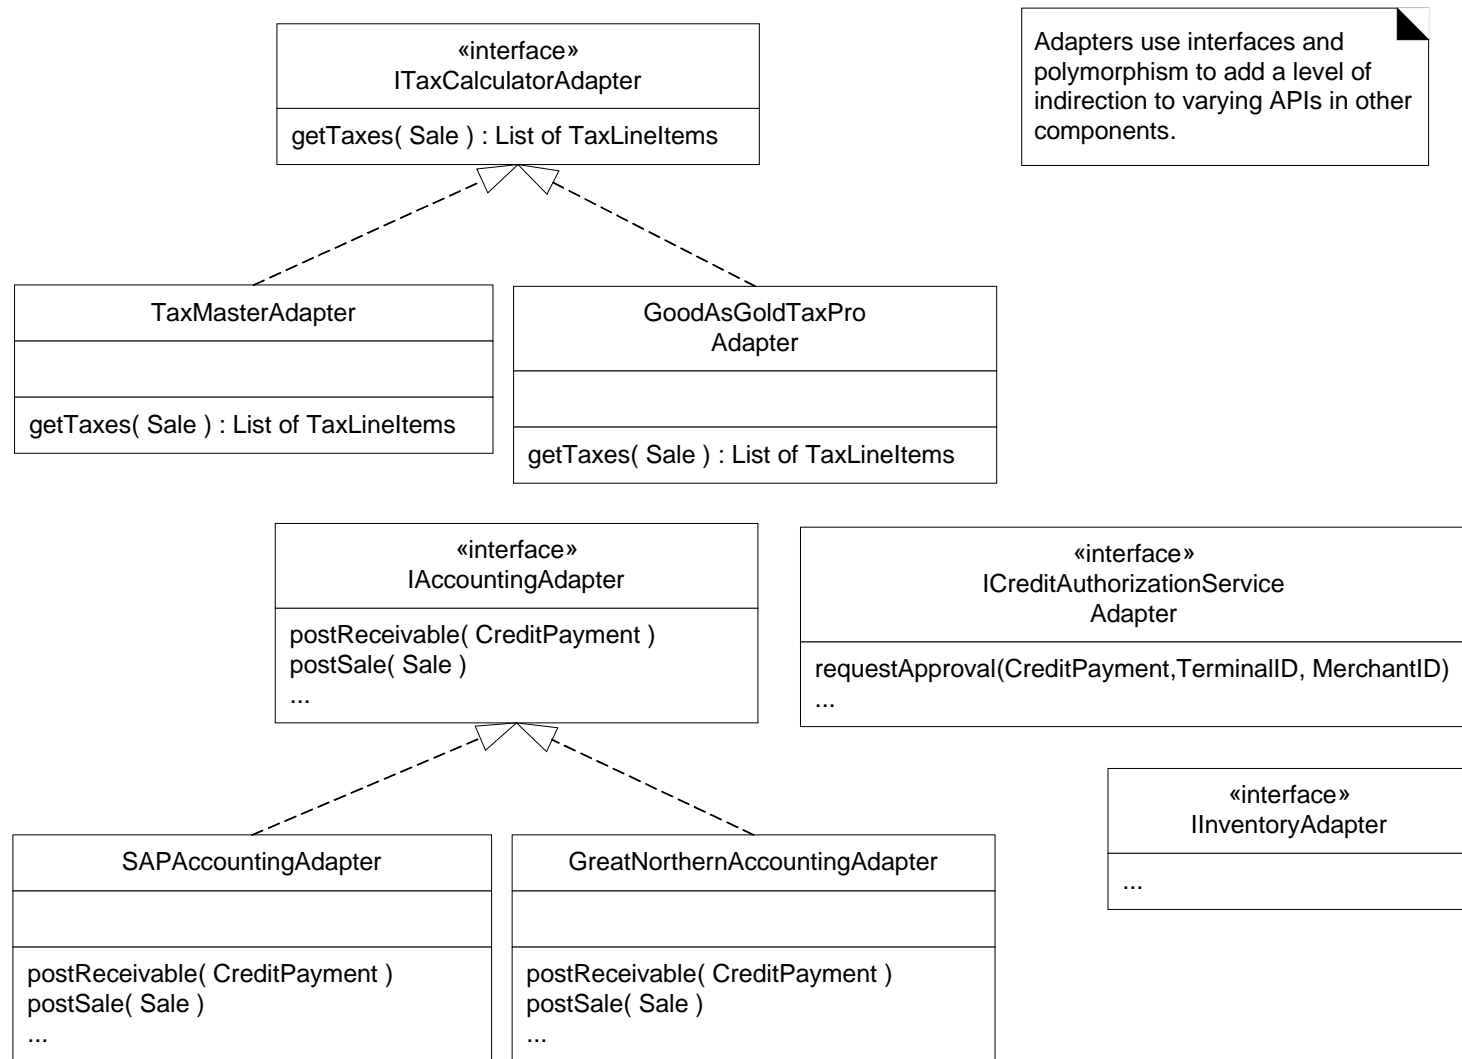 «interface»
ITaxCalculatorAdapter
getTaxes( Sale ) : List of TaxLineItems
Adapters use interfaces and
polymorphism to add a level of
indirection to varying APIs in other
components.
TaxMasterAdapter
getTaxes( Sale ) : List of TaxLineItems
GoodAsGoldTaxPro
Adapter
getTaxes( Sale ) : List of TaxLineItems
«interface»
IAccountingAdapter
postReceivable( CreditPayment )
postSale( Sale )
...
«interface»
ICreditAuthorizationService
Adapter
requestApproval(CreditPayment,TerminalID, MerchantID)
...
«interface»
IInventoryAdapter
...
SAPAccountingAdapter
postReceivable( CreditPayment )
postSale( Sale )
...
GreatNorthernAccountingAdapter
postReceivable( CreditPayment )
postSale( Sale )
...